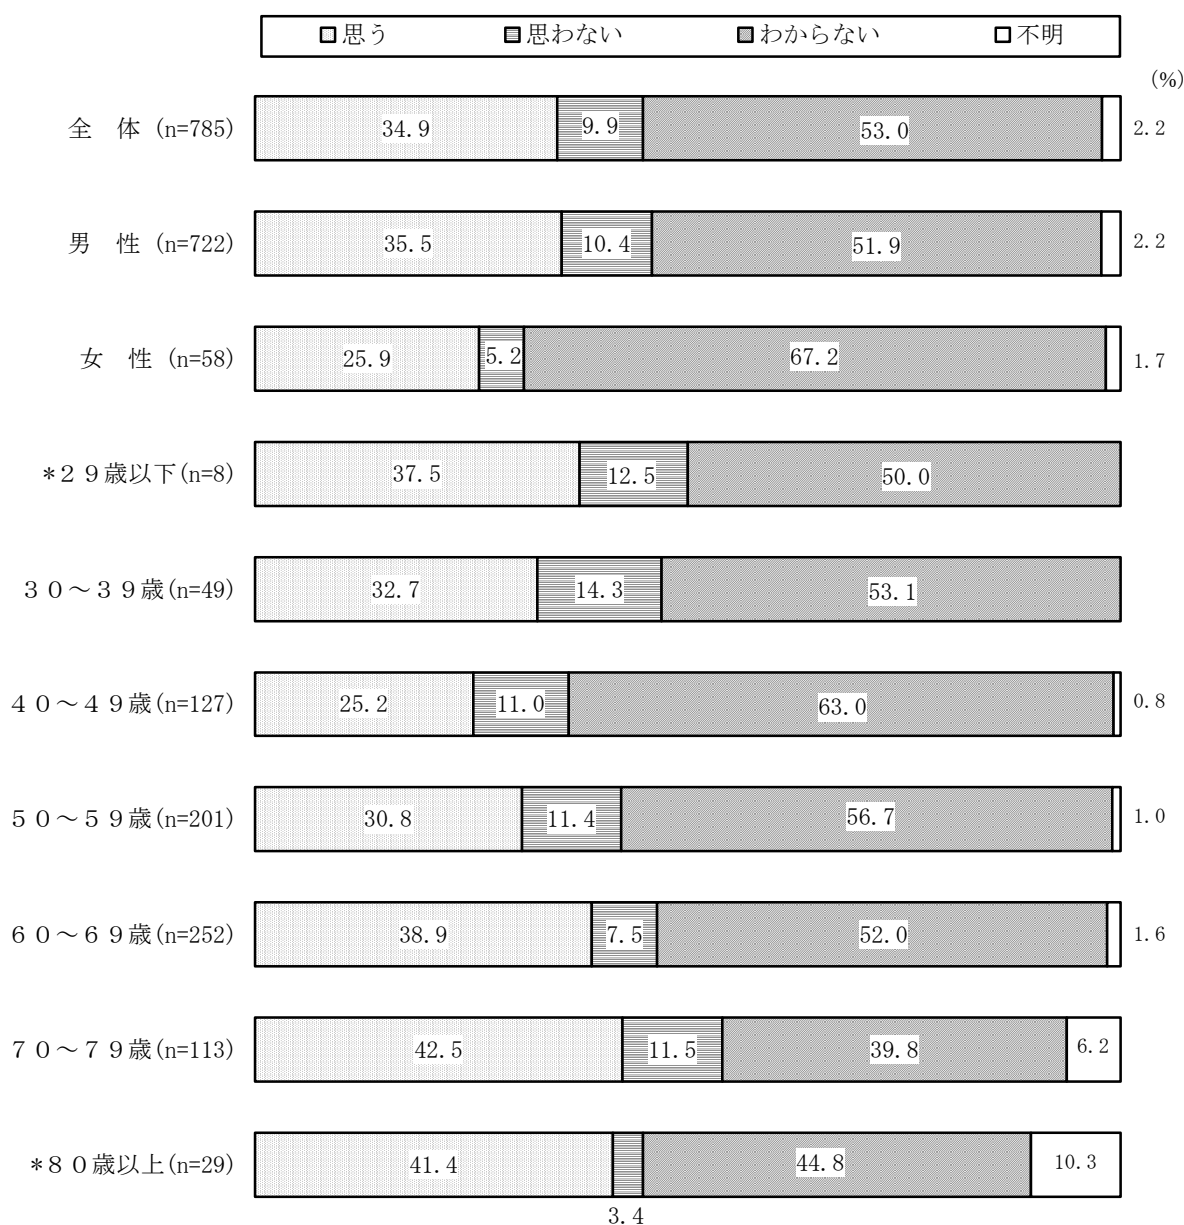 思う 思わない わからない 不明
(%)
全 体 (n=785) 34.9 9.9 53.0 2.2
男 性 (n=722) 35.5 10.4 51.9 2.2
女 性 (n=58) 25.9 5.2 67.2 1.7
*２９歳以下(n=8) 37.5 12.5 50.0
３０～３９歳(n=49) 32.7 14.3 53.1
４０～４９歳(n=127) 25.2 11.0 63.0 0.8
５０～５９歳(n=201) 30.8 11.4 56.7 1.0
６０～６９歳(n=252) 38.9 7.5 52.0 1.6
７０～７９歳(n=113) 42.5 11.5 39.8 6.2
*８０歳以上(n=29) 41.4 44.8 10.3
3.4